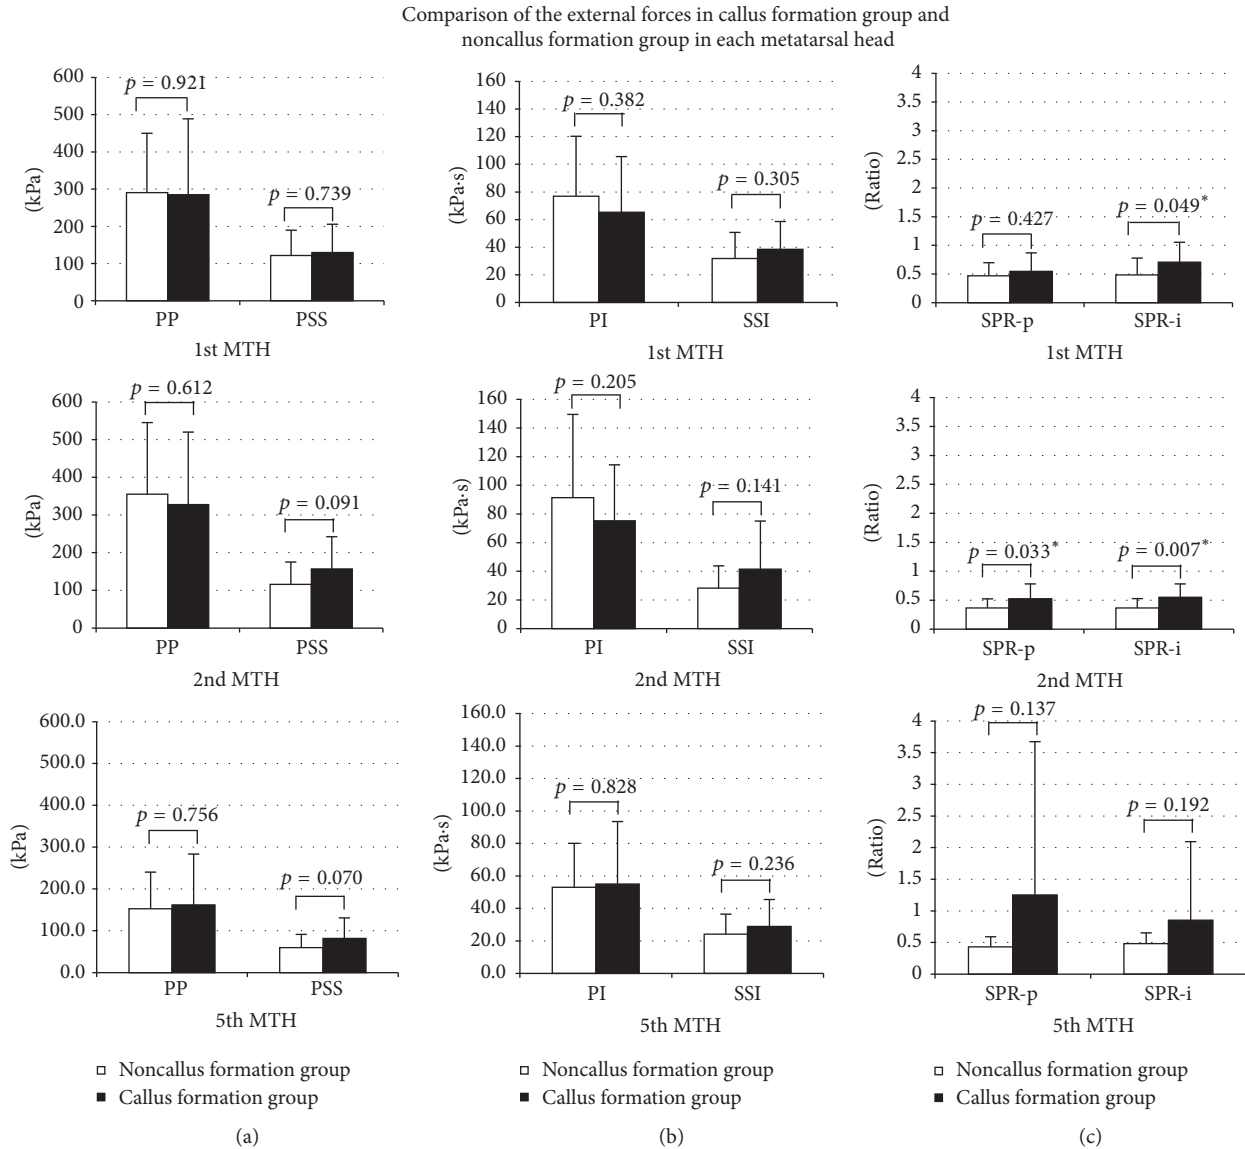 Comparison of the external forces in callus formation group and
noncallus formation group in each metatarsal head
600
500
400
300
200
100
0
(kPa)
p = 0.921
p = 0.739
PP
PSS
1st MTH
160
140
120
100
80
60
40
20
0
(kPa·s)
p = 0.382
p = 0.305
PI
SSI
1st MTH
4
3.5
3
2.5
2
1.5
1
0.5
0
(Ratio)
p = 0.427
p = 0.049*
SPR-p
SPR-i
1st MTH
600
500
400
300
200
100
0
(kPa)
p = 0.612
p = 0.091
PP
PSS
2nd MTH
160
140
120
100
80
60
40
20
0
(kPa·s)
p = 0.205
p = 0.141
PI
SSI
2nd MTH
4
3.5
3
2.5
2
1.5
1
0.5
0
(Ratio)
p = 0.033*
p = 0.007*
SPR-p
SPR-i
2nd MTH
600.0
500.0
400.0
300.0
200.0
100.0
0.0
(kPa)
p = 0.756
p = 0.070
PP
PSS
5th MTH
160.0
140.0
120.0
100.0
80.0
60.0
40.0
20.0
0.0
(kPa·s)
p = 0.828
p = 0.236
PI
SSI
5th MTH
4
3.5
3
2.5
2
1.5
1
0.5
0
(Ratio)
p = 0.137
p = 0.192
SPR-p
SPR-i
5th MTH
Noncallus formation group
Callus formation group
(a)
Noncallus formation group
Callus formation group
(b)
Noncallus formation group
Callus formation group
(c)